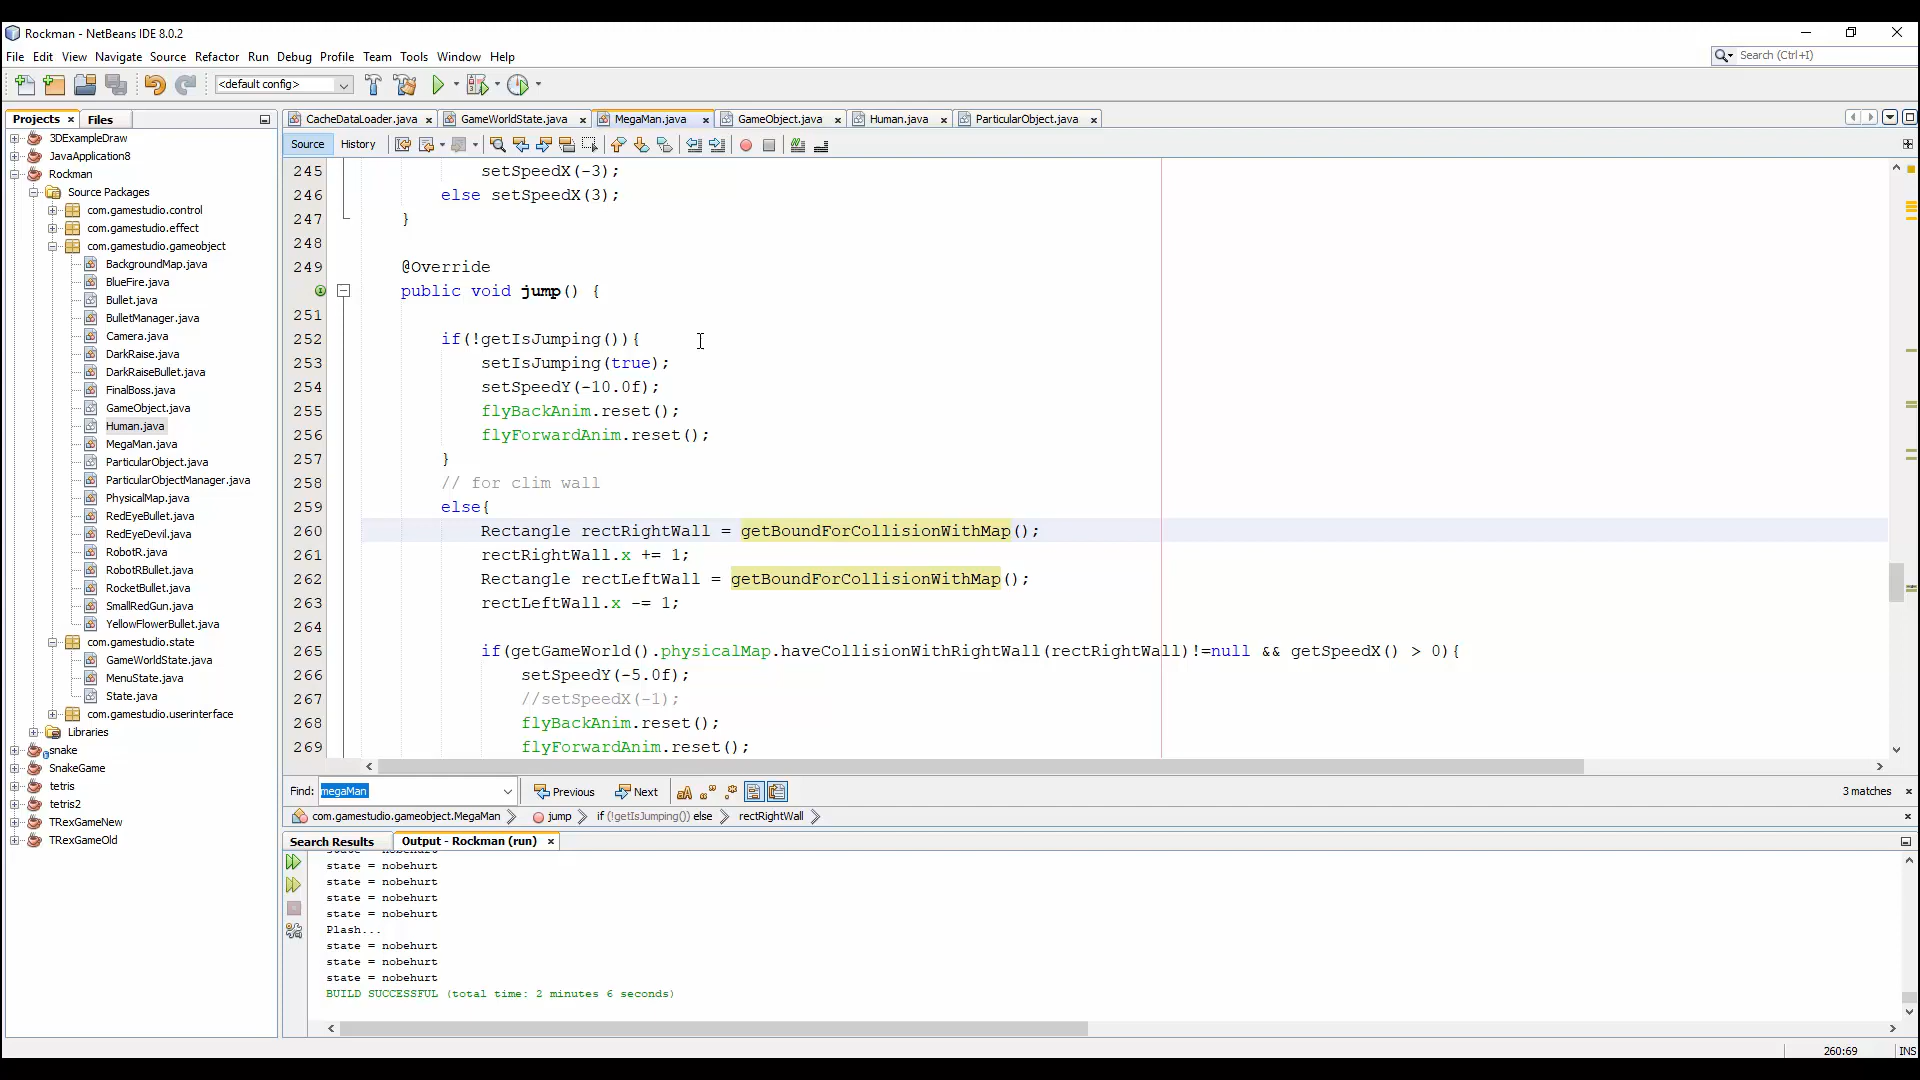 Rockman - NetBeans IDE 8.0.2
File Edit View Navigate Source Refactor Run Debug Profile Team Tools Window Help
Search (Ctrl+I)
<default config>
Projects Files
3DExampleDraw
JavaApplication8
Rockman
Source Packages
com.gamestudio.control
com.gamestudio.effect
com.gamestudio.gameobject
BackgroundMap.java
BlueFire.java
Bullet.java
BulletManager.java
Camera.java
DarkRaise.java
DarkRaiseBullet.java
FinalBoss.java
GameObject.java
Human.java
MegaMan.java
ParticularObject.java
ParticularObjectManager.java
PhysicalMap.java
RedEyeBullet.java
RedEyeDevil.java
RobotR.java
RobotRBullet.java
RocketBullet.java
SmallRedGun.java
YellowFlowerBullet.java
com.gamestudio.state
GameWorldState.java
MenuState.java
State.java
com.gamestudio.userinterface
Libraries
snake
SnakeGame
tetris
tetris2
TRexGameNew
TRexGameOld
CacheDataLoader.java GameWorldState.java MegaMan.java GameObject.java Human.java ParticularObject.java
Source History
245 setSpeedX(-3);
246 else setSpeedX(3);
247 }
248
249 @Override
public void jump() {
251
252 if(!getIsJumping()){
253 setIsJumping(true);
254 setSpeedY(-10.0f);
255 flyBackAnim.reset();
256 flyForwardAnim.reset();
257 }
258 // for clim wall
259 else{
260 Rectangle rectRightWall = getBoundForCollisionWithMap();
261 rectRightWall.x += 1;
262 Rectangle rectLeftWall = getBoundForCollisionWithMap();
263 rectLeftWall.x -= 1;
264
265 if(getGameWorld().physicalMap.haveCollisionWithRightWall(rectRightWall)!=null && getSpeedX() > 0){
266 setSpeedY(-5.0f);
267 //setSpeedX(-1);
268 flyBackAnim.reset();
269 flyForwardAnim.reset();
Find: megaMan Previous Next 3 matches
com.gamestudio.gameobject.MegaMan jump if (!getIsJumping()) else rectRightWall
Search Results Output - Rockman (run)
state = nobehurt
state = nobehurt
state = nobehurt
state = nobehurt
state = nobehurt
Plash...
state = nobehurt
state = nobehurt
state = nobehurt
BUILD SUCCESSFUL (total time: 2 minutes 6 seconds)
260:69 INS